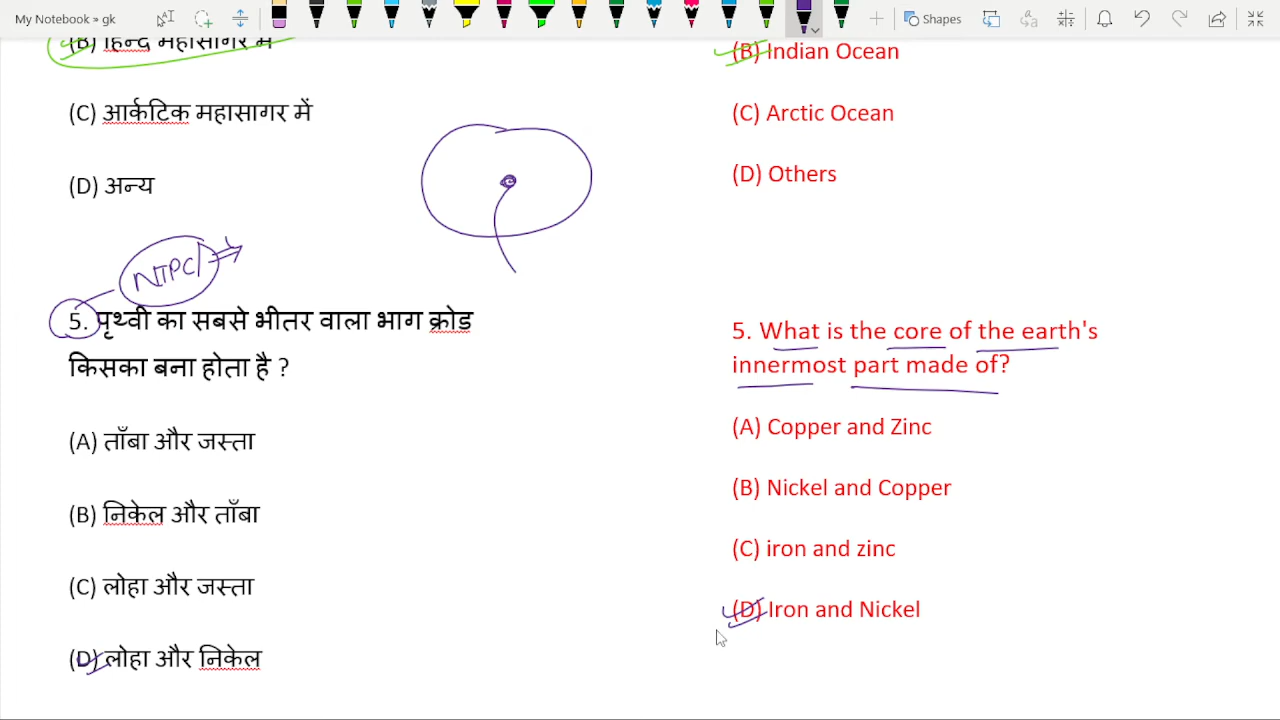 My Notebook » gk
Shapes
(B) हिन्द महासागर में
(C) आर्कटिक महासागर में
(D) अन्य
NTPC
5. पृथ्वी का सबसे भीतर वाला भाग क्रोड
किसका बना होता है ?
(A) ताँबा और जस्ता
(B) निकेल और ताँबा
(C) लोहा और जस्ता
(D) लोहा और निकेल
(B) Indian Ocean
(C) Arctic Ocean
(D) Others
5. What is the core of the earth's
innermost part made of?
(A) Copper and Zinc
(B) Nickel and Copper
(C) iron and zinc
(D) Iron and Nickel